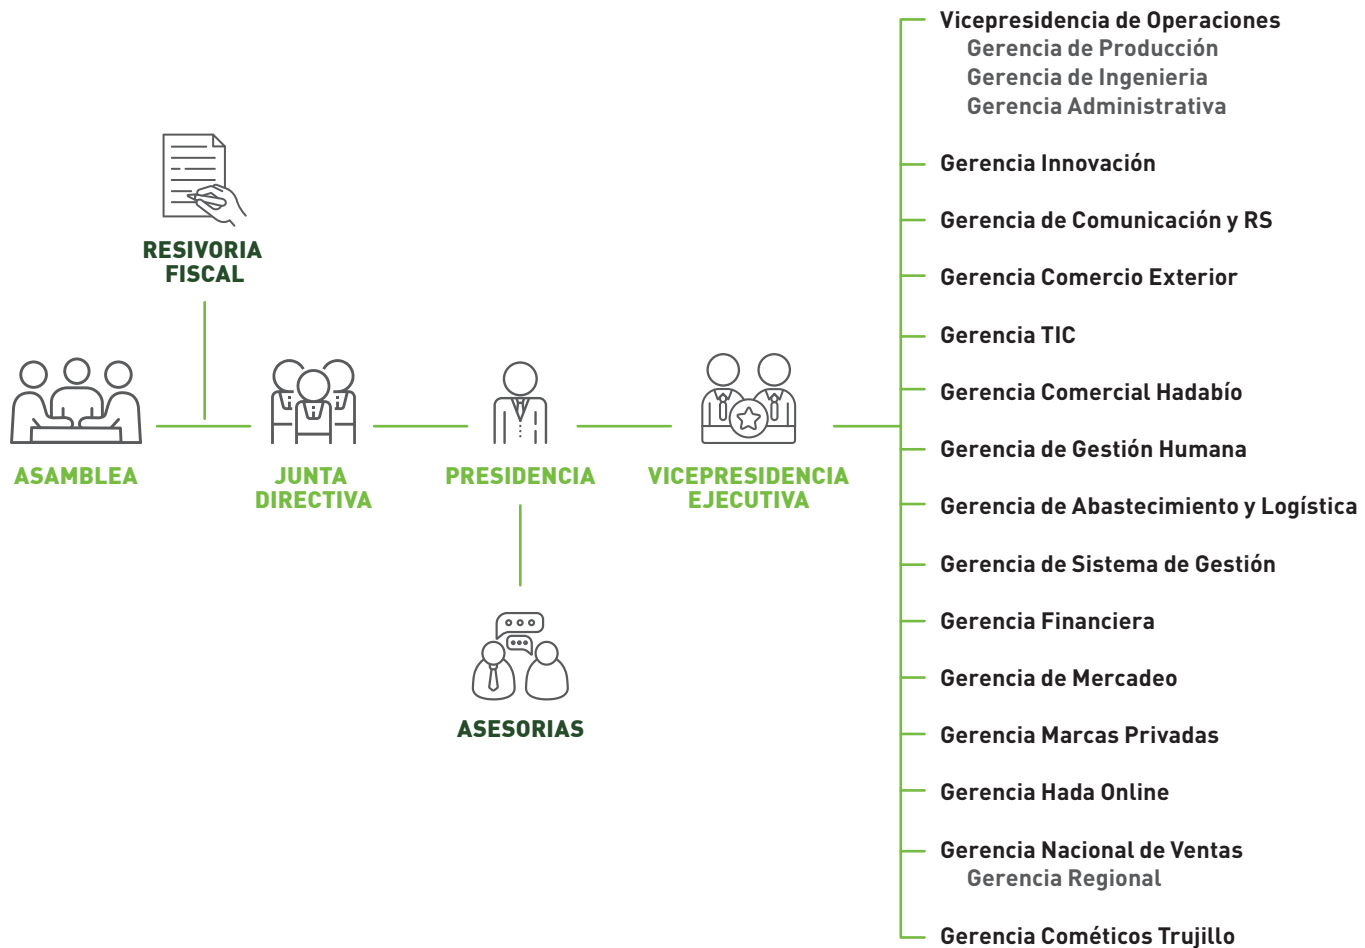 RESIVORIA
FISCAL
ASAMBLEA
JUNTA
DIRECTIVA
PRESIDENCIA
VICEPRESIDENCIA
EJECUTIVA
ASESORIAS
Vicepresidencia de Operaciones
Gerencia de Producción
Gerencia de Ingenieria
Gerencia Administrativa
Gerencia Innovación
Gerencia de Comunicación y RS
Gerencia Comercio Exterior
Gerencia TIC
Gerencia Comercial Hadabío
Gerencia de Gestión Humana
Gerencia de Abastecimiento y Logística
Gerencia de Sistema de Gestión
Gerencia Financiera
Gerencia de Mercadeo
Gerencia Marcas Privadas
Gerencia Hada Online
Gerencia Nacional de Ventas
Gerencia Regional
Gerencia Cométicos Trujillo